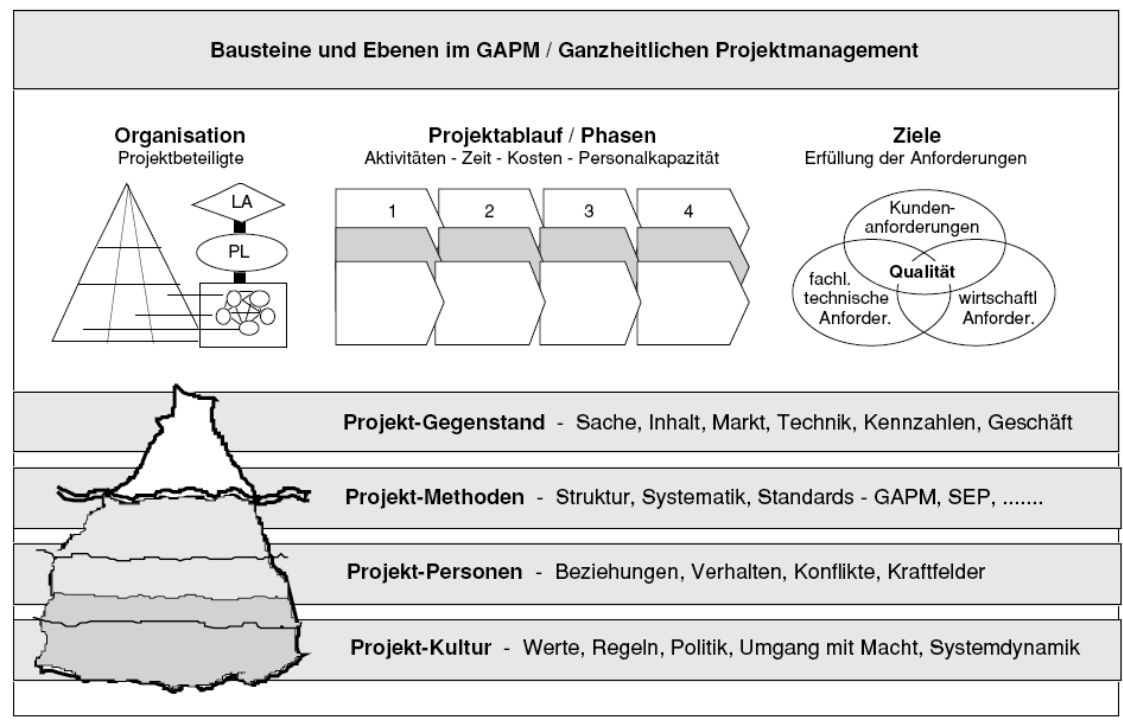 Bausteine und Ebenen im GAPM / Ganzheitlichen Projektmanagement
Organisation
Projektbeteiligte
LA
PL
Projektablauf / Phasen
Aktivitäten - Zeit - Kosten - Personalkapazität
1
2
3
4
Ziele
Erfüllung der Anforderungen
Kunden-
anforderungen
Qualität
fachl.
technische
Anforder.
wirtschaftl
Anforder.
Projekt-Gegenstand - Sache, Inhalt, Markt, Technik, Kennzahlen, Geschäft
Projekt-Methoden - Struktur, Systematik, Standards - GAPM, SEP, .......
Projekt-Personen - Beziehungen, Verhalten, Konflikte, Kraftfelder
Projekt-Kultur - Werte, Regeln, Politik, Umgang mit Macht, Systemdynamik